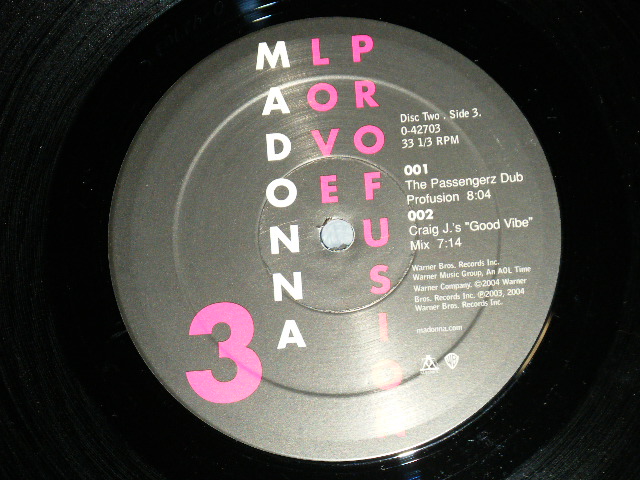 MADONNA
LOVE
PROFUSION
Disc Two . Side 3.
0-42703
33 1/3 RPM
001
The Passengerz Dub
Profusion 8:04
002
Craig J.'s "Good Vibe"
Mix 7:14
Warner Bros. Records Inc.
Warner Music Group, An AOL Time
Warner Company. ©2004 Warner
Bros. Records Inc. ℗2003, 2004
Warner Bros. Records Inc.
madonna.com
3